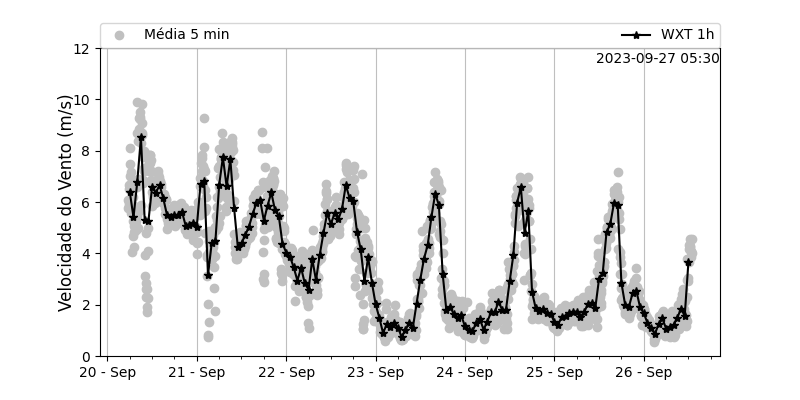 Média 5 min
WXT 1h
2023-09-27 05:30
Velocidade do Vento (m/s)
12
10
8
6
4
2
0
20 - Sep
21 - Sep
22 - Sep
23 - Sep
24 - Sep
25 - Sep
26 - Sep